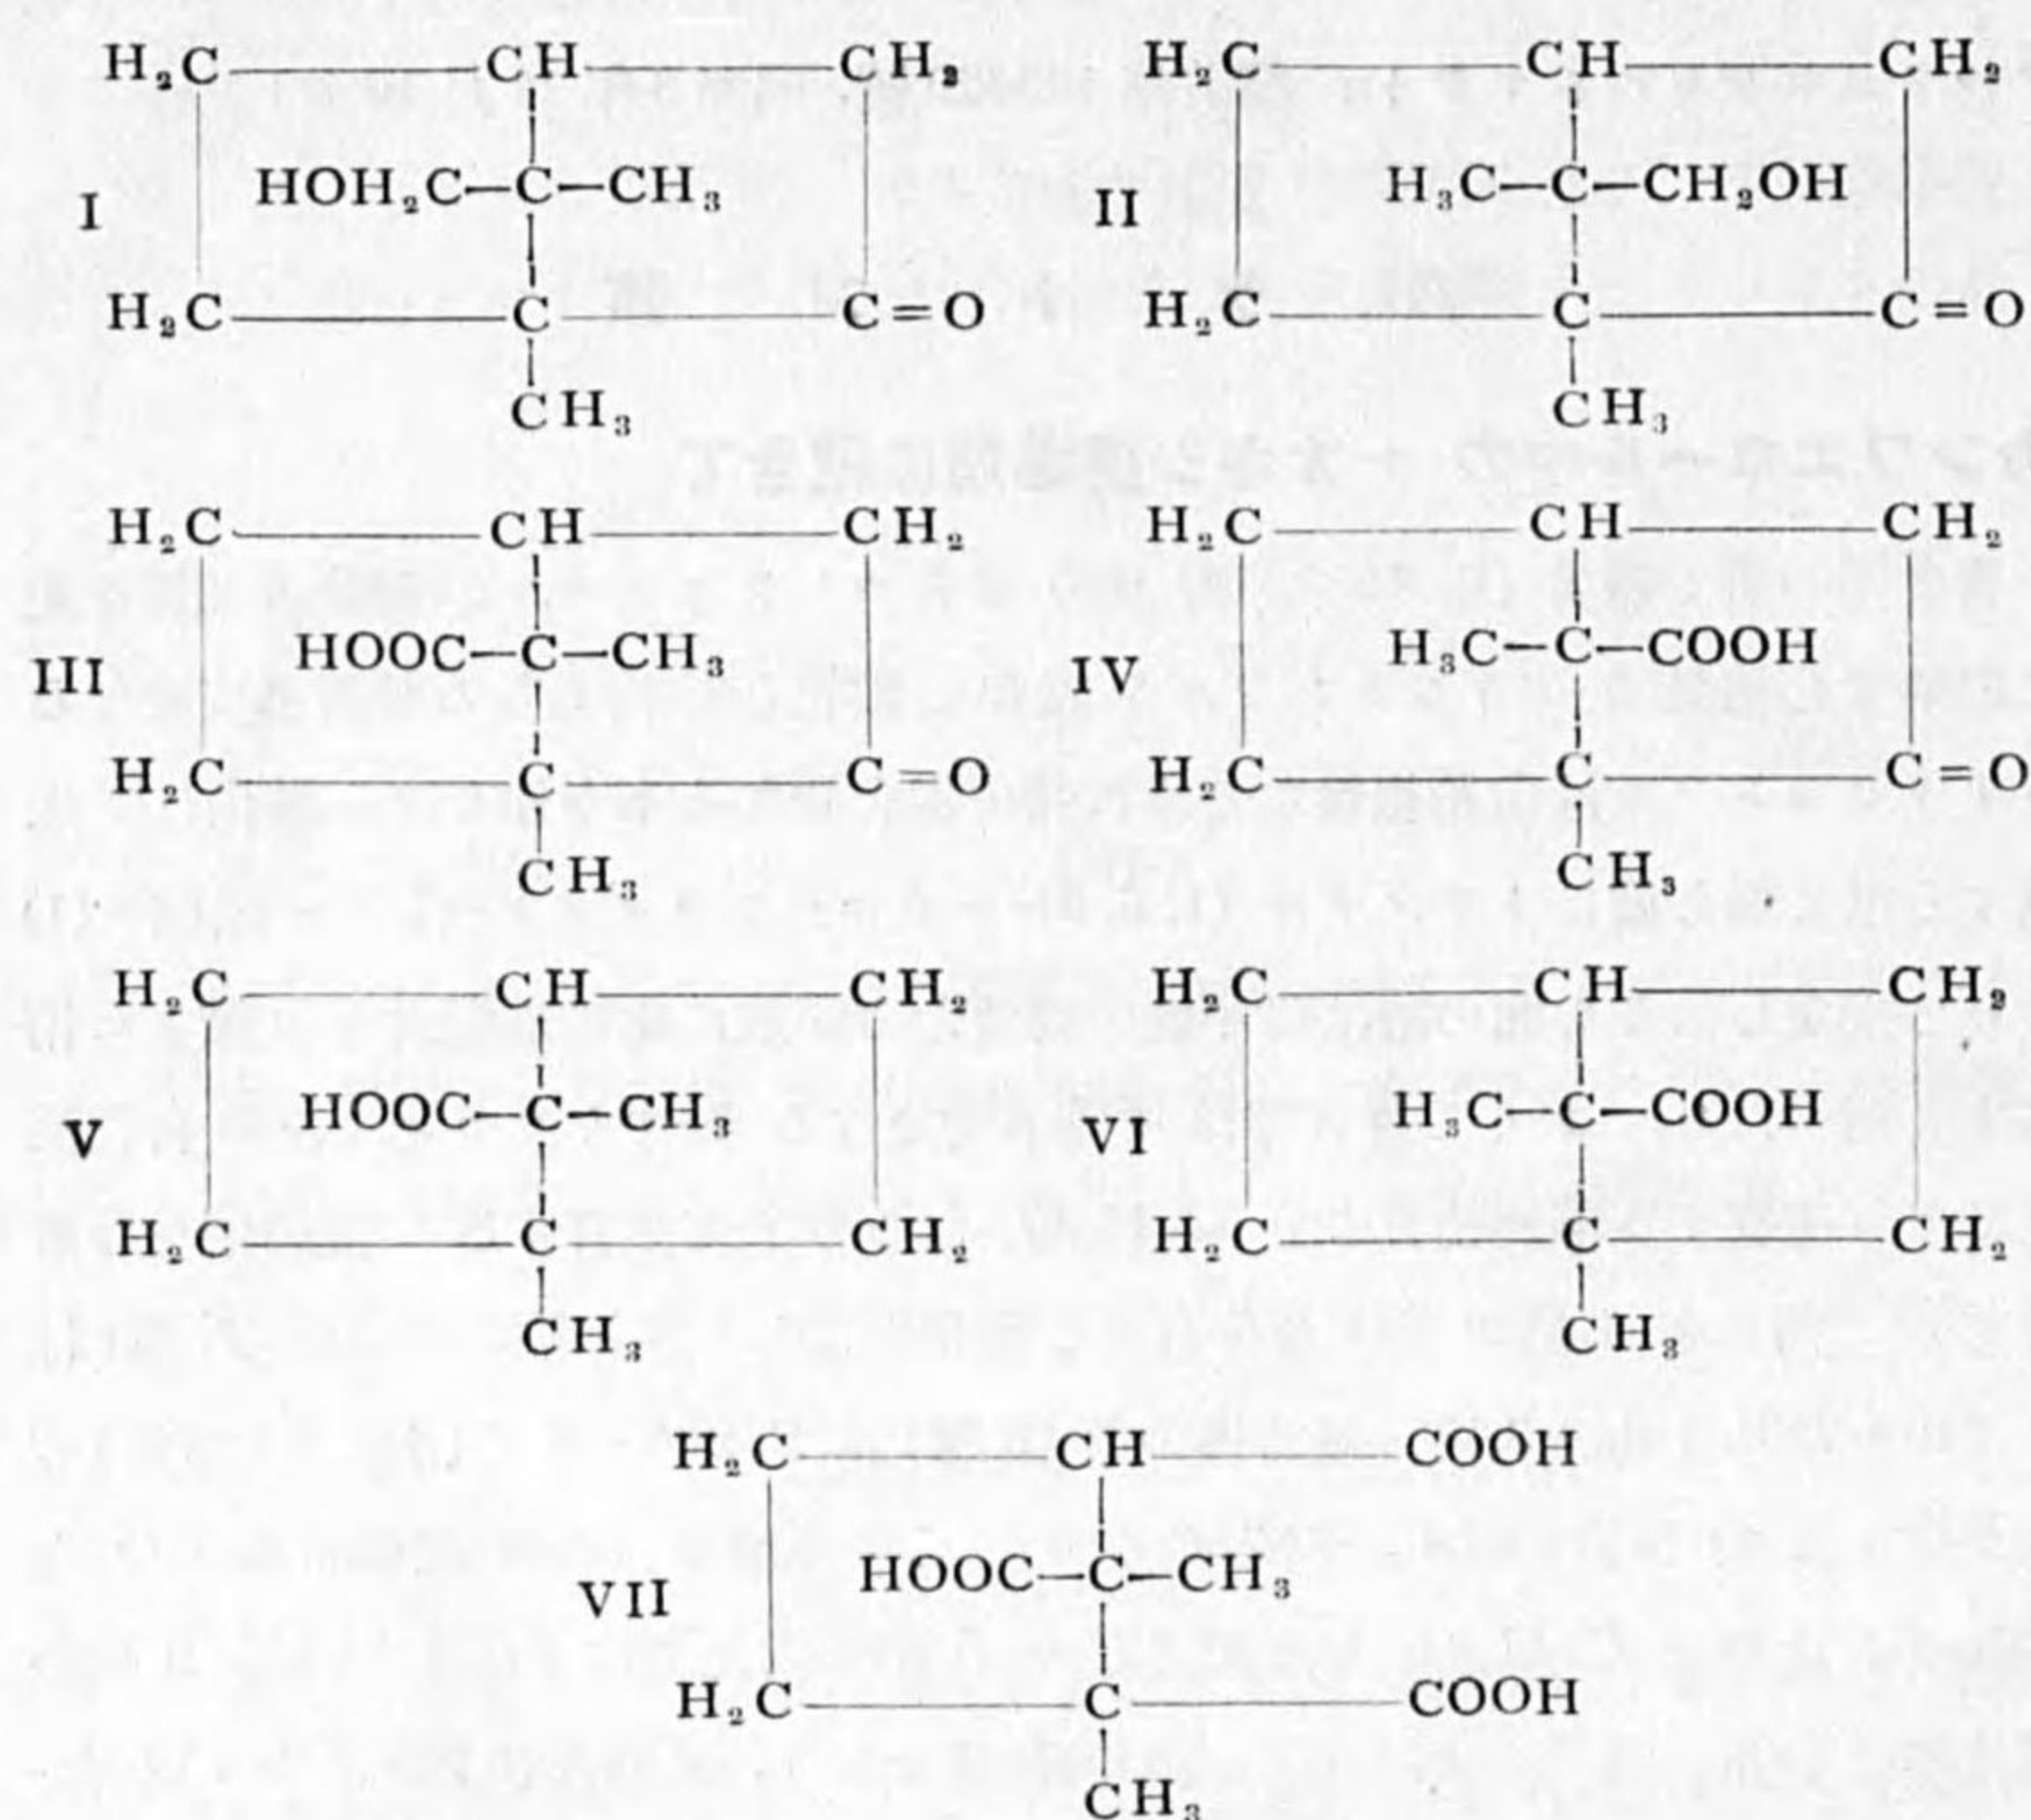 H₂C CH CH₂ H₂C CH CH₂
I HOH₂C–C–CH₃ II H₃C–C–CH₂OH
H₂C C C=O H₂C C C=O
CH₃ CH₃
H₂C CH CH₂ H₂C CH CH₂
III HOOC–C–CH₃ IV H₃C–C–COOH
H₂C C C=O H₂C C C=O
CH₃ CH₃
H₂C CH CH₂ H₂C CH CH₂
V HOOC–C–CH₃ VI H₃C–C–COOH
H₂C C CH₂ H₂C C CH₂
CH₃ CH₃
H₂C CH COOH
VII HOOC–C–CH₃
H₂C C COOH
CH₃